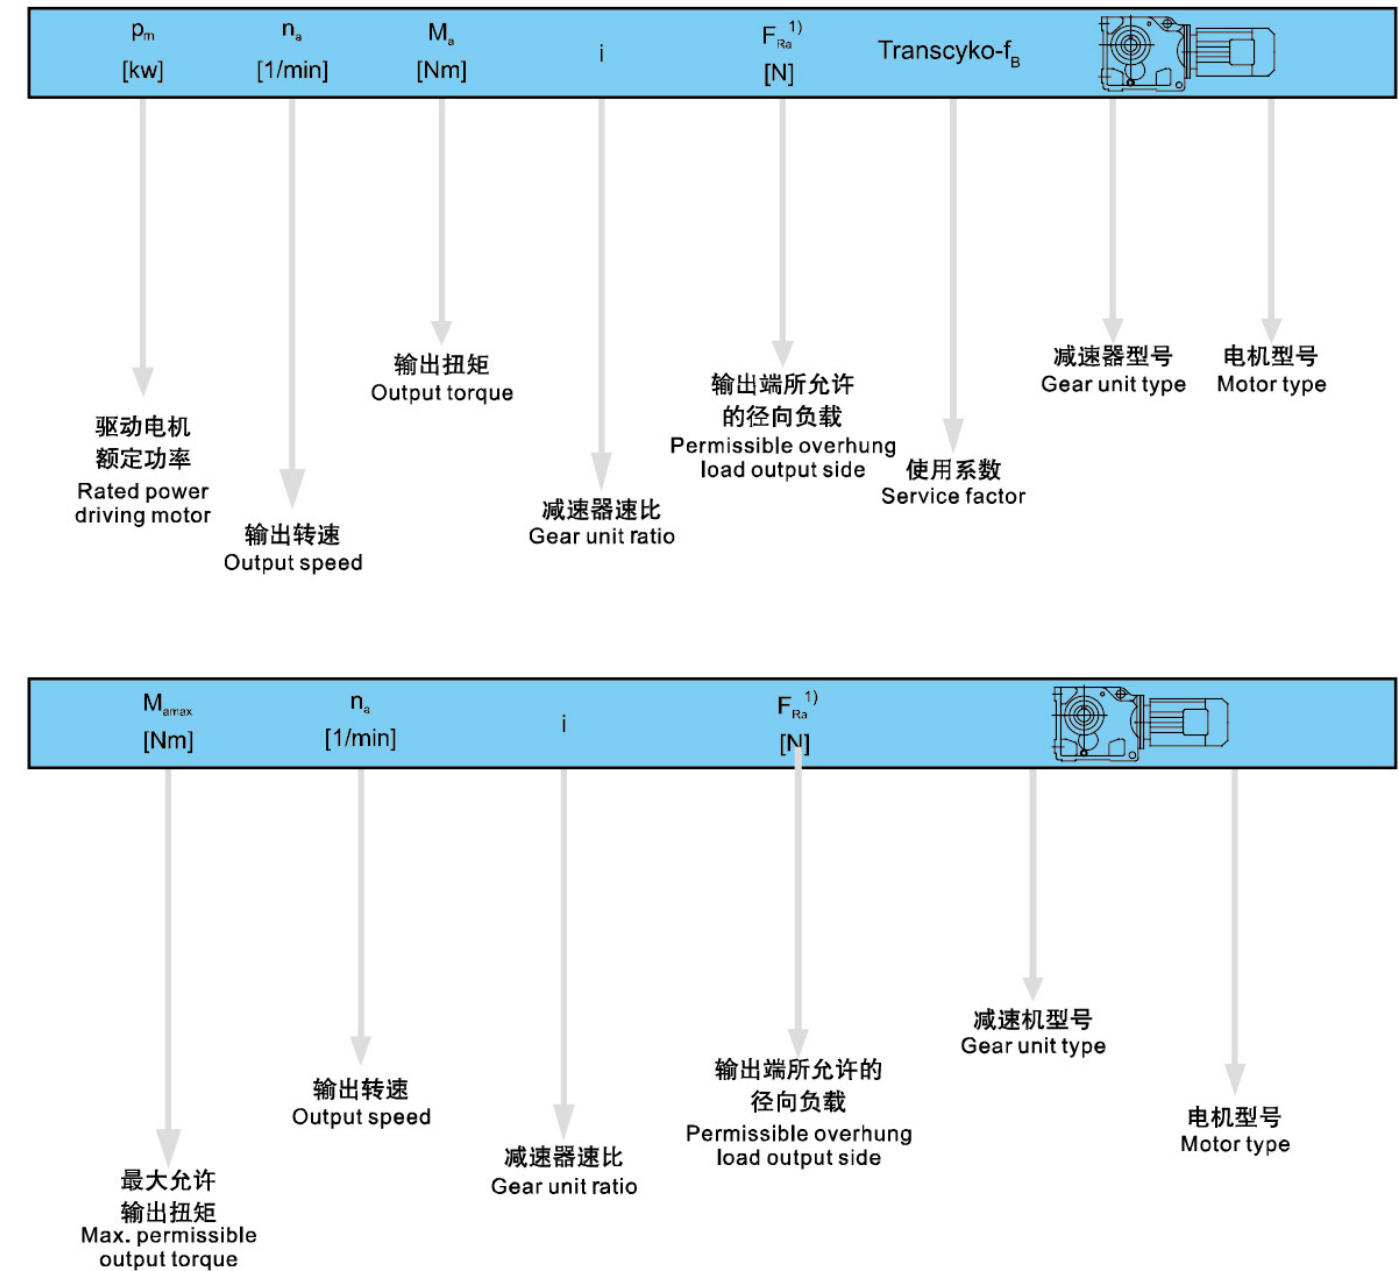 pm na Ma i FRa1) Transcyko-fB
[kw] [1/min] [Nm] [N]
输出扭矩
Output torque
减速器型号
Gear unit type
电机型号
Motor type
输出端所允许
的径向负载
Permissible overhung
load output side
驱动电机
额定功率
Rated power
driving motor
使用系数
Service factor
减速器速比
Gear unit ratio
输出转速
Output speed
Mamax na i FRa1)
[Nm] [1/min] [N]
减速机型号
Gear unit type
输出端所允许的
径向负载
Permissible overhung
load output side
输出转速
Output speed
电机型号
Motor type
减速器速比
Gear unit ratio
最大允许
输出扭矩
Max. permissible
output torque